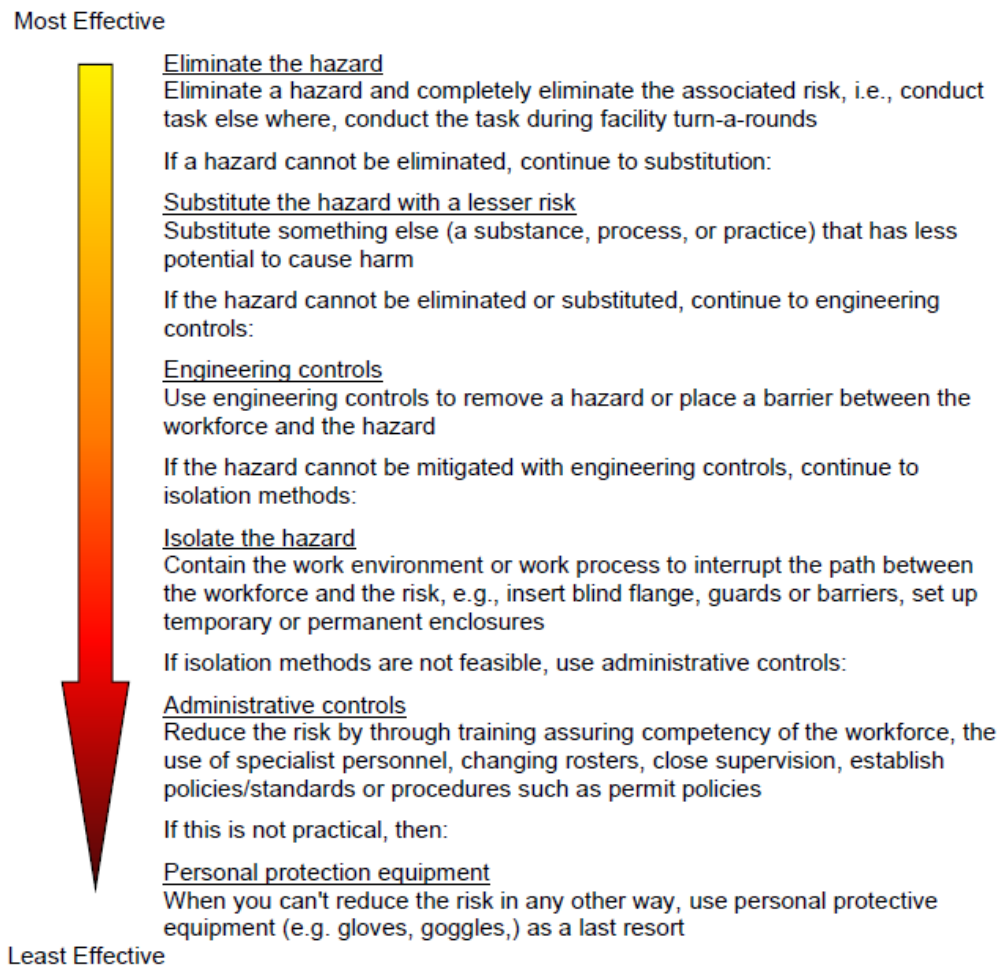 Most Effective
Eliminate the hazard
Eliminate a hazard and completely eliminate the associated risk, i.e., conduct
task else where, conduct the task during facility turn-a-rounds
If a hazard cannot be eliminated, continue to substitution:
Substitute the hazard with a lesser risk
Substitute something else (a substance, process, or practice) that has less
potential to cause harm
If the hazard cannot be eliminated or substituted, continue to engineering
controls:
Engineering controls
Use engineering controls to remove a hazard or place a barrier between the
workforce and the hazard
If the hazard cannot be mitigated with engineering controls, continue to
isolation methods:
Isolate the hazard
Contain the work environment or work process to interrupt the path between
the workforce and the risk, e.g., insert blind flange, guards or barriers, set up
temporary or permanent enclosures
If isolation methods are not feasible, use administrative controls:
Administrative controls
Reduce the risk by through training assuring competency of the workforce, the
use of specialist personnel, changing rosters, close supervision, establish
policies/standards or procedures such as permit policies
If this is not practical, then:
Personal protection equipment
When you can't reduce the risk in any other way, use personal protective
equipment (e.g. gloves, goggles,) as a last resort
Least Effective